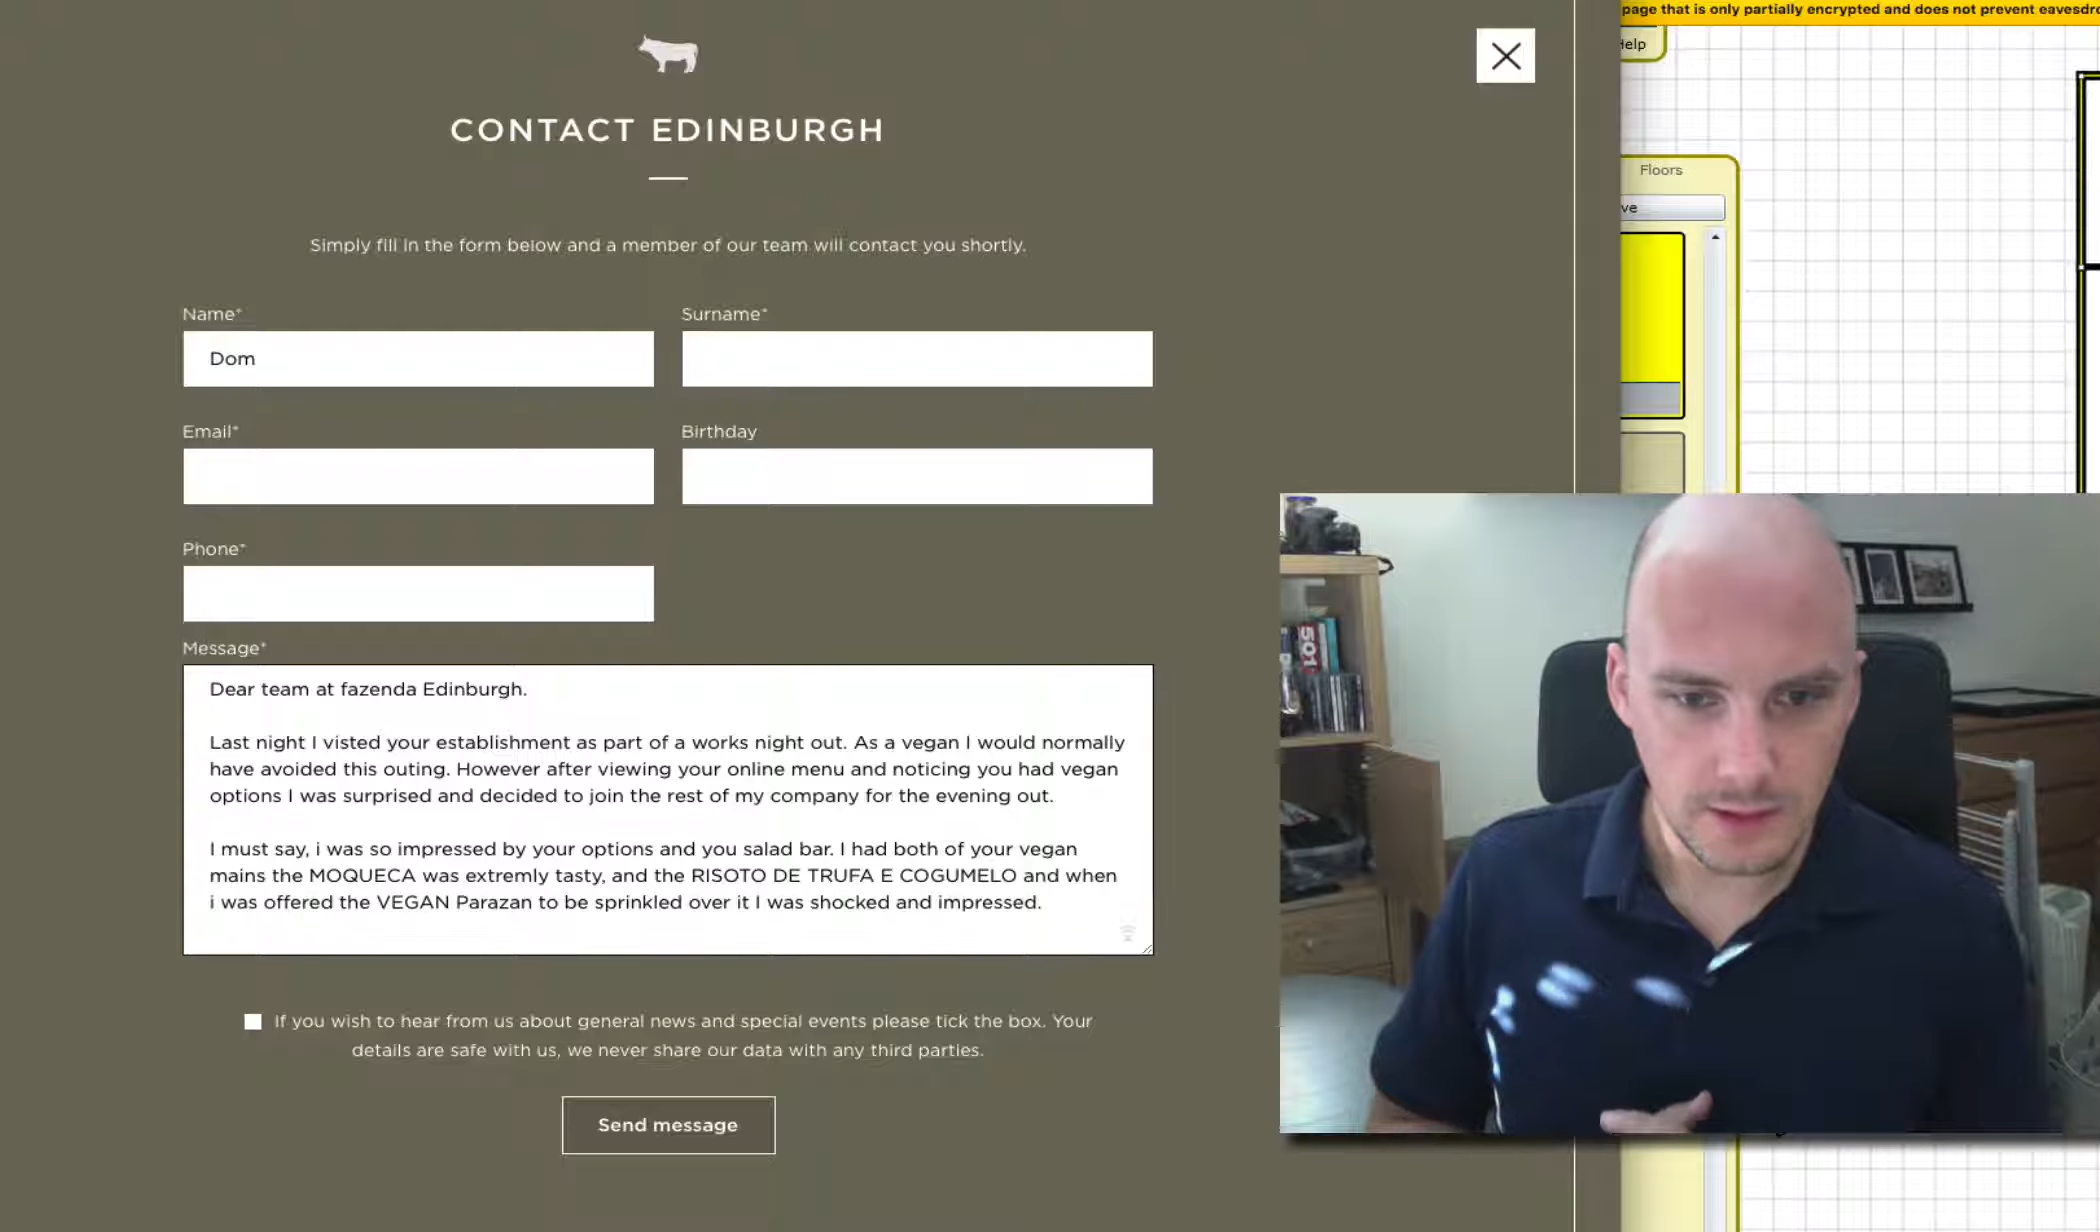 page that is only partially encrypted and does not prevent eavesdro
Help
CONTACT EDINBURGH
Floors
ve
Simply fill in the form below and a member of our team will contact you shortly.
Name*
Surname*
Dom
Email*
Birthday
Phone*
Message*
Dear team at fazenda Edinburgh.
Last night I visted your establishment as part of a works night out. As a vegan I would normally
have avoided this outing. However after viewing your online menu and noticing you had vegan
options I was surprised and decided to join the rest of my company for the evening out.
I must say, i was so impressed by your options and you salad bar. I had both of your vegan
mains the MOQUECA was extremly tasty, and the RISOTO DE TRUFA E COGUMELO and when
i was offered the VEGAN Parazan to be sprinkled over it I was shocked and impressed.
If you wish to hear from us about general news and special events please tick the box. Your
details are safe with us, we never share our data with any third parties.
Send message
501